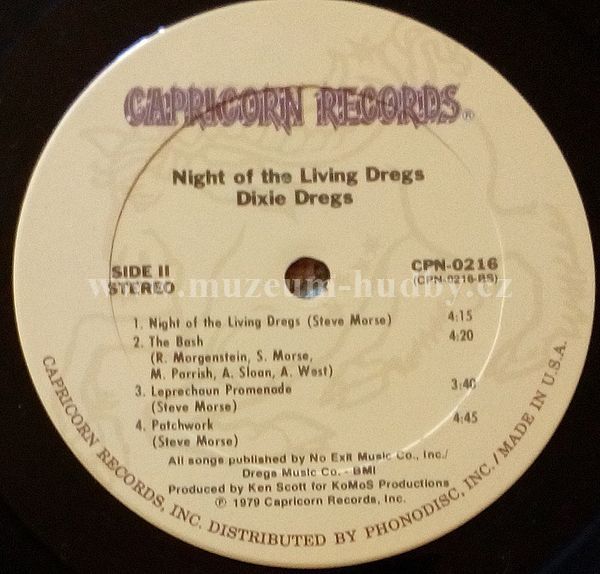 CAPRICORN RECORDS®
Night of the Living Dregs
Dixie Dregs
SIDE II
STEREO
CPN-0216
(CPN-0216-BS)
www.muzeum-hudby.cz
1. Night of the Living Dregs (Steve Morse) 4:15
2. The Bash 4:20
(R. Morgenstein, S. Morse,
M. Parrish, A. Sloan, A. West)
3. Leprechaun Promenade 3:40
(Steve Morse)
4. Patchwork 4:45
(Steve Morse)
All songs published by No Exit Music Co., Inc./
Dregs Music Co. - BMI
Produced by Ken Scott for KoMoS Productions
℗ 1979 Capricorn Records, Inc.
CAPRICORN RECORDS, INC. DISTRIBUTED BY PHONODISC, INC./MADE IN U.S.A.